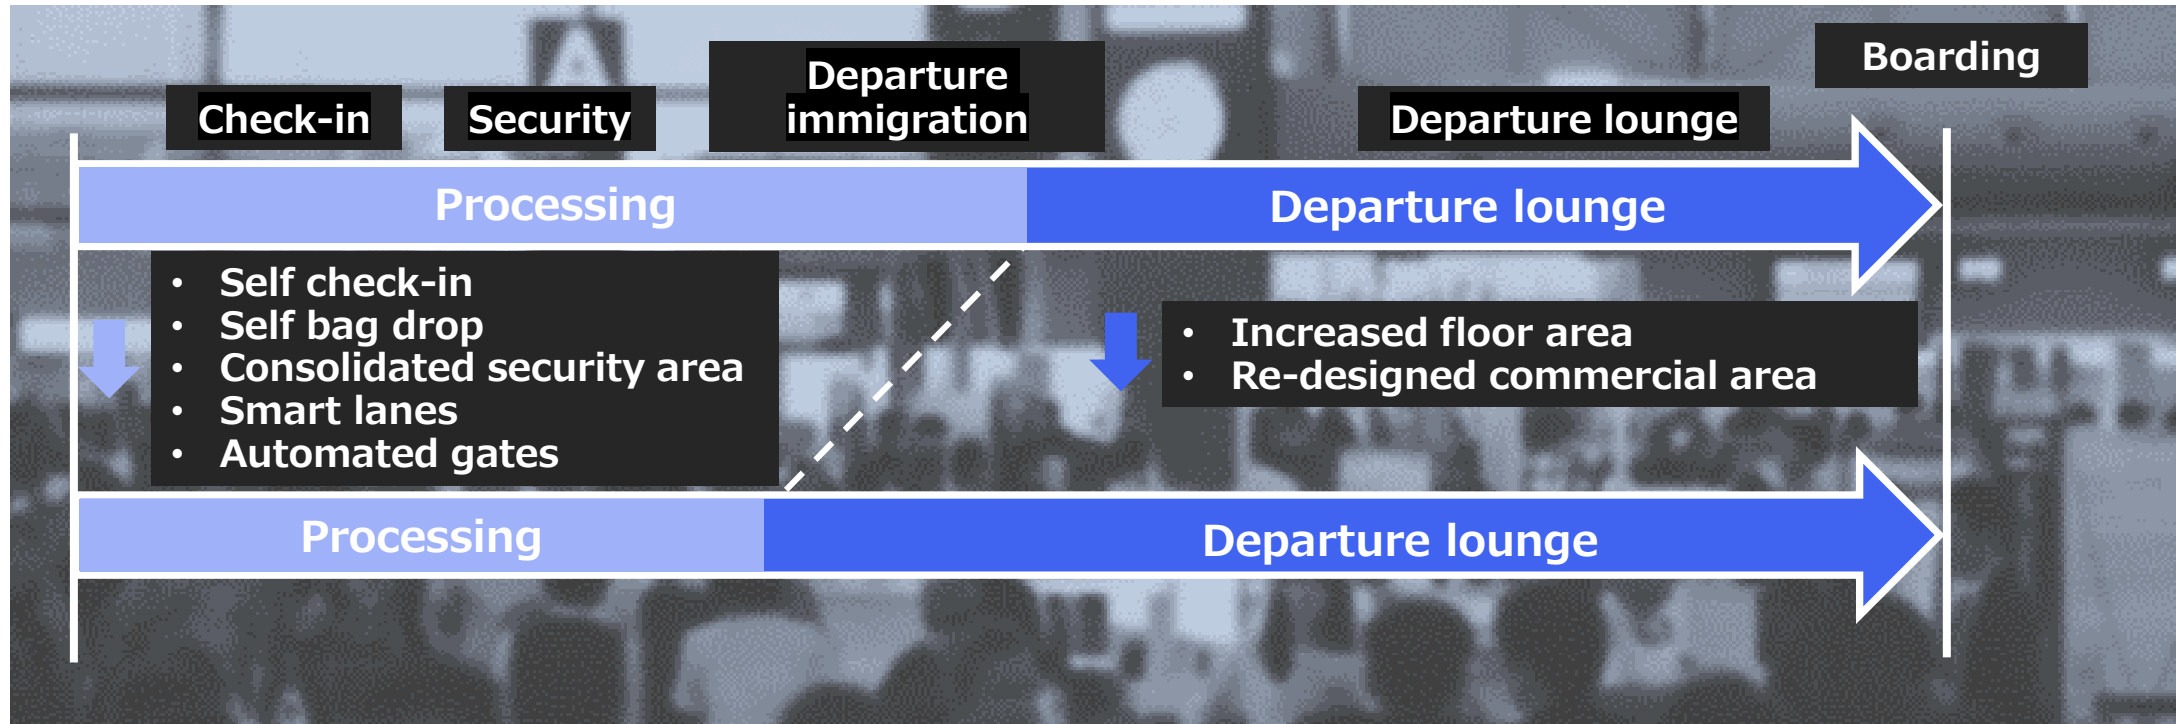 Check-in
Security
Departure
immigration
Departure lounge
Boarding
Processing
Departure lounge
• Self check-in
• Self bag drop
• Consolidated security area
• Smart lanes
• Automated gates
• Increased floor area
• Re-designed commercial area
Processing
Departure lounge